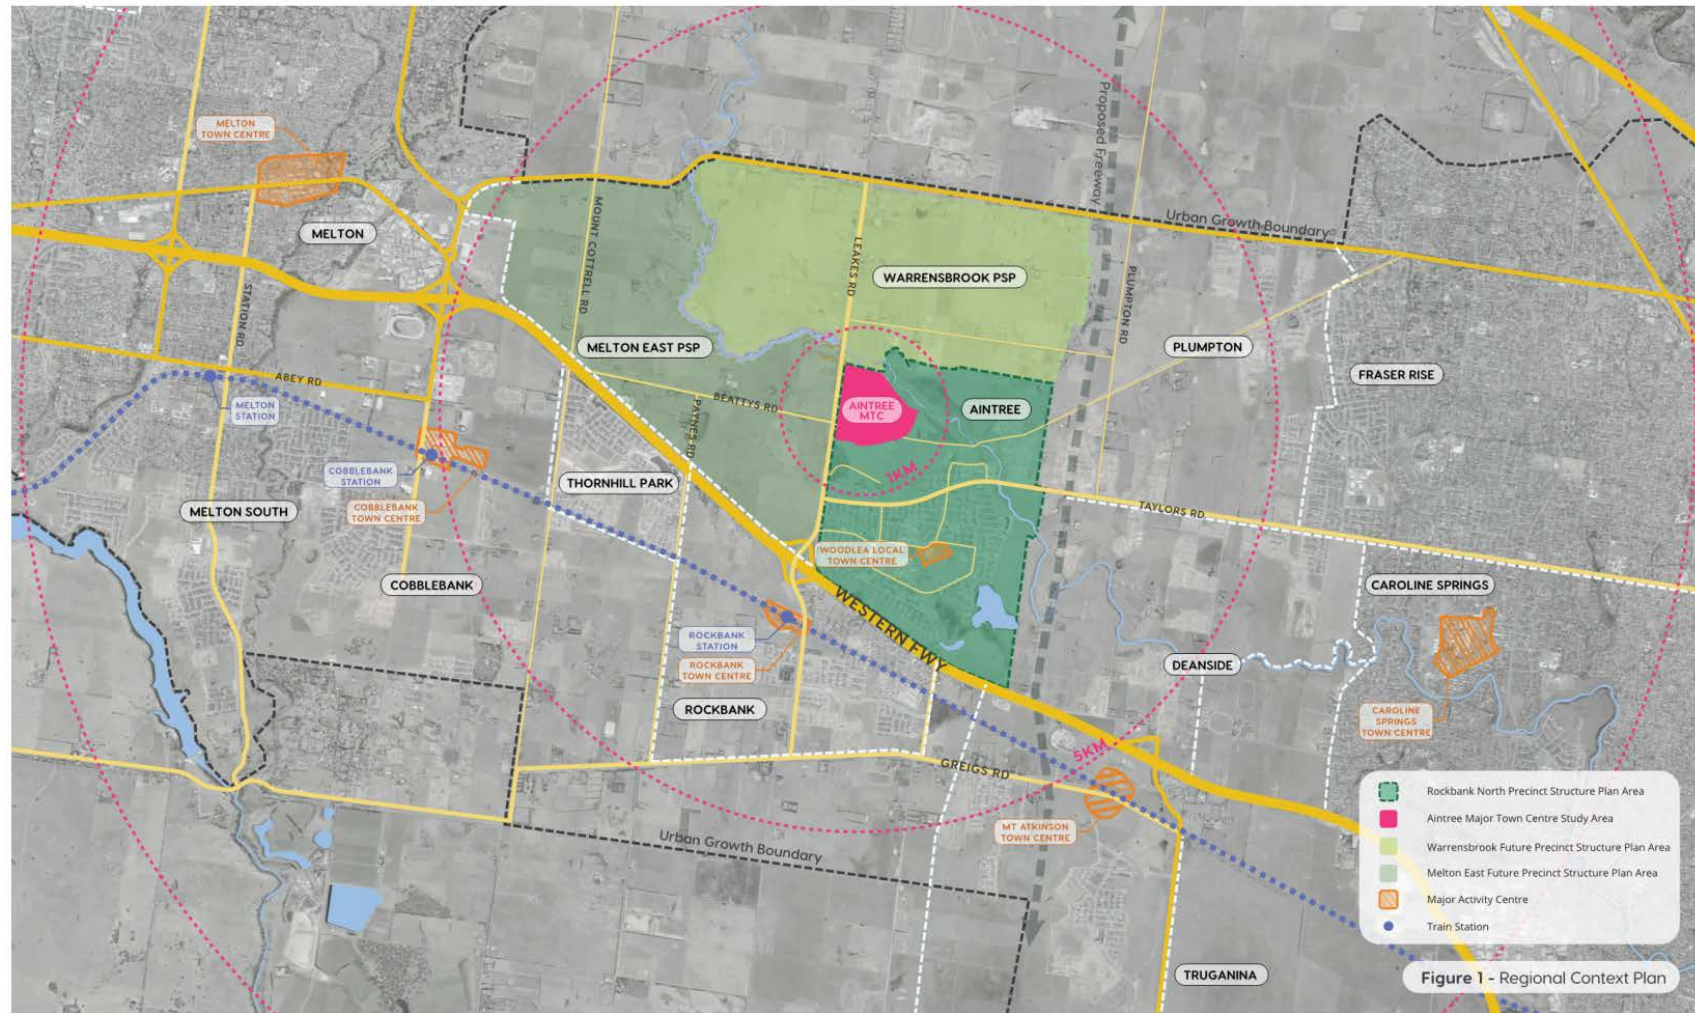 MELTON
TOWN CENTRE
MELTON
STATION RD
ABEY RD
MELTON
STATION
COBBLEBANK
STATION
COBBLEBANK
TOWN CENTRE
MELTON SOUTH
COBBLEBANK
MOUNT COTTRELL RD
MELTON EAST PSP
BEATTYS RD
PAYNES RD
THORNHILL PARK
LEAKES RD
WARRENSBROOK PSP
AINTREE
MTC
AINTREE
1KM
Proposed Freeway
Urban Growth Boundary
PLUMPTON RD
PLUMPTON
FRASER RISE
TAYLORS RD
WOODLEA LOCAL
TOWN CENTRE
WESTERN FWY
ROCKBANK
STATION
ROCKBANK
TOWN CENTRE
ROCKBANK
DEANSIDE
CAROLINE SPRINGS
CAROLINE
SPRINGS
TOWN CENTRE
5KM
GREIGS RD
MT ATKINSON
TOWN CENTRE
Urban Growth Boundary
TRUGANINA
Rockbank North Precinct Structure Plan Area
Aintree Major Town Centre Study Area
Warrensbrook Future Precinct Structure Plan Area
Melton East Future Precinct Structure Plan Area
Major Activity Centre
Train Station
Figure 1 - Regional Context Plan